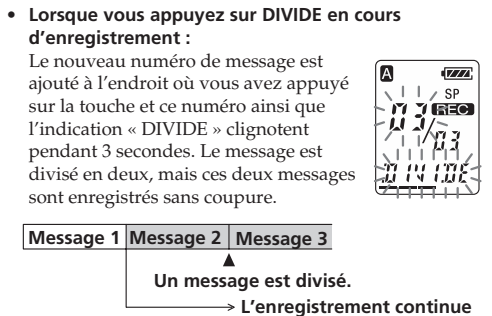 • Lorsque vous appuyez sur DIVIDE en cours
d’enregistrement :
Le nouveau numéro de message est
ajouté à l’endroit où vous avez appuyé
sur la touche et ce numéro ainsi que
l’indication « DIVIDE » clignotent
pendant 3 secondes. Le message est
divisé en deux, mais ces deux messages
sont enregistrés sans coupure.
A
SP
03 REC
/03
DIVIDE
Message 1 Message 2 Message 3
Un message est divisé.
L’enregistrement continue